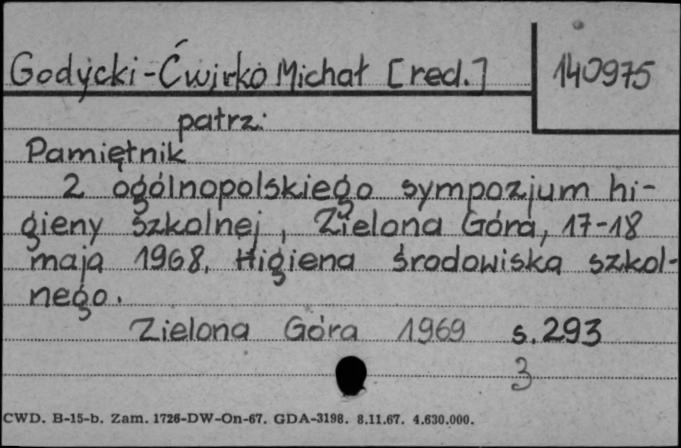 Godycki-Ćwirko Michał [red.]
140975
patrz:
Pamiętnik
2 ogólnopolskiego sympozjum hi-
gieny szkolnej, Zielona Góra, 17-18
maja 1968. Higiena środowiska szkol-
nego.
Zielona Góra 1969 s. 293
3
CWD. B-15-b. Zam. 1726-DW-On-67. GDA-3198. 8.11.67. 4.630.000.